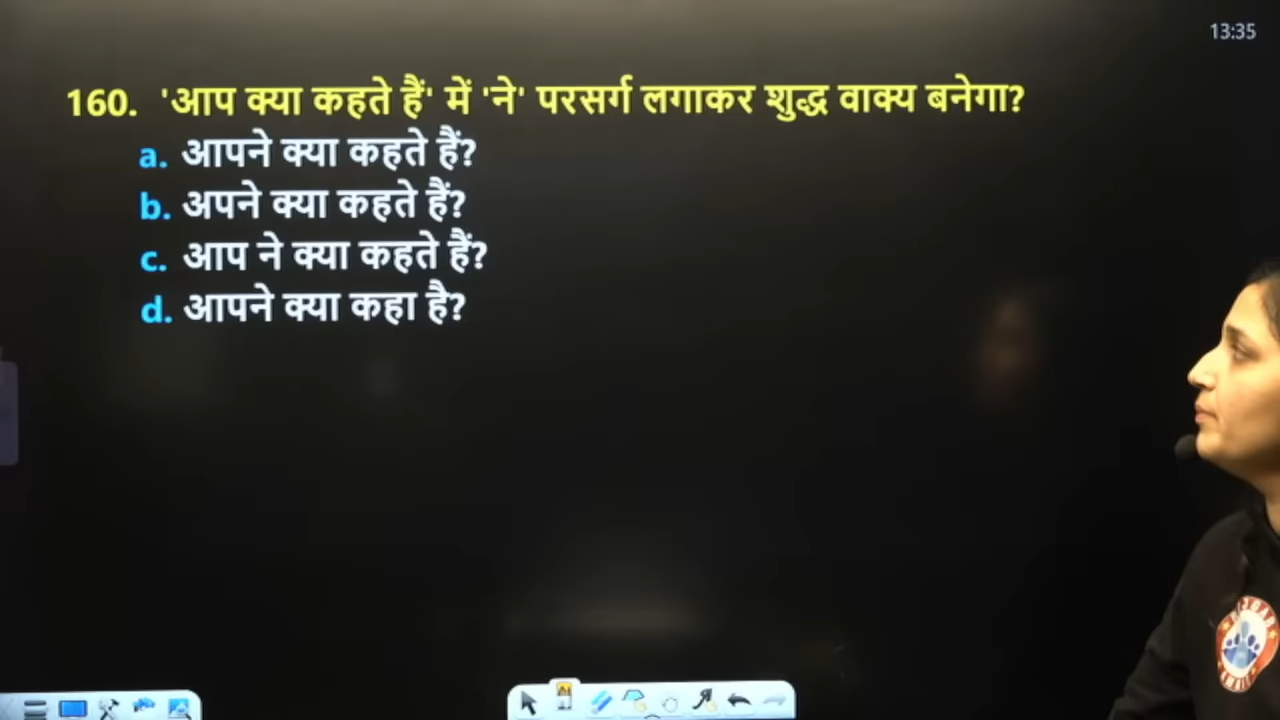 13:35
160. 'आप क्या कहते हैं' में 'ने' परसर्ग लगाकर शुद्ध वाक्य बनेगा?
a. आपने क्या कहते हैं?
b. अपने क्या कहते हैं?
c. आप ने क्या कहते हैं?
d. आपने क्या कहा है?